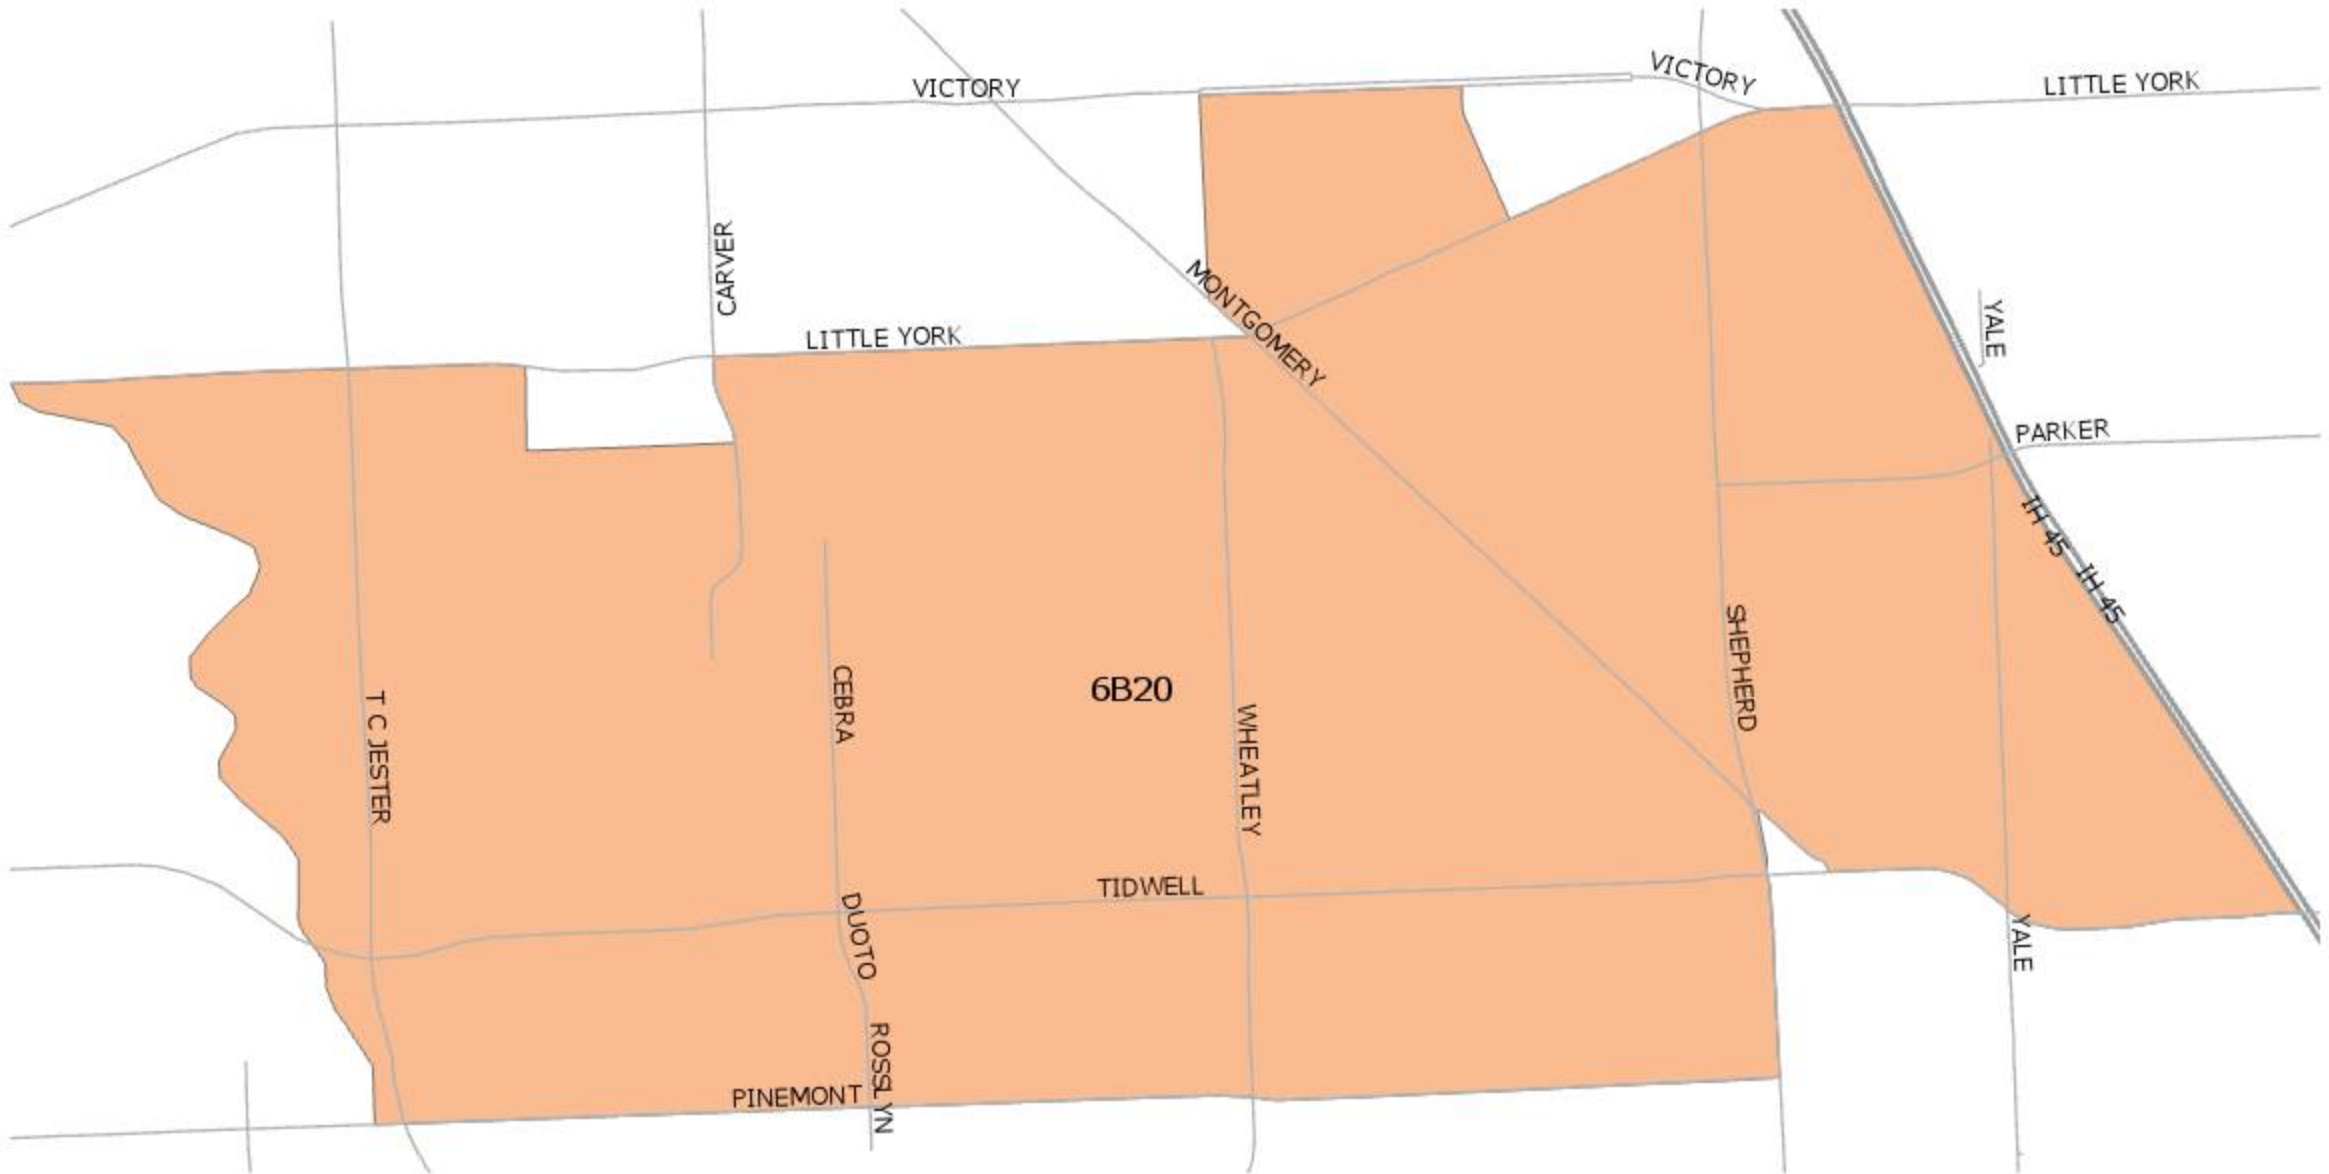 VICTORY
VICTORY
LITTLE YORK
CARVER
MONTGOMERY
LITTLE YORK
YALE
PARKER
IH 45
IH 45
SHEPHERD
CEBRA
6B20
T C JESTER
WHEATLEY
TIDWELL
DUOTO
YALE
ROSSLYN
PINEMONT